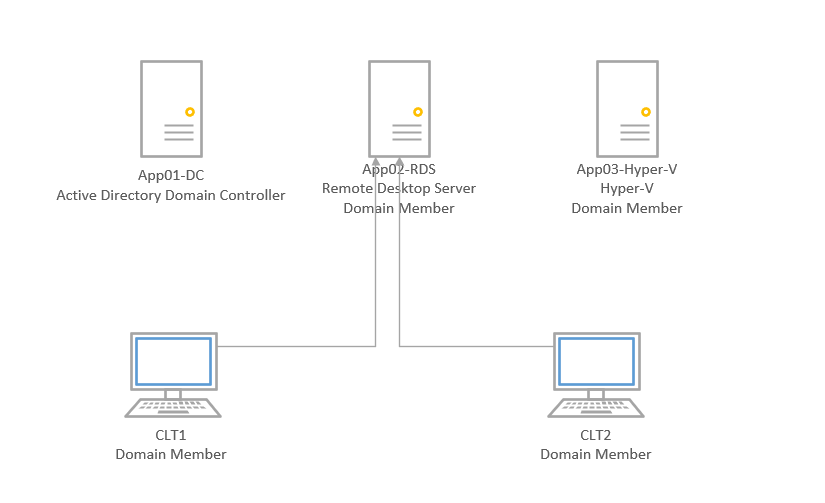 App01-DC
Active Directory Domain Controller
App02-RDS
Remote Desktop Server
Domain Member
App03-Hyper-V
Hyper-V
Domain Member
CLT1
Domain Member
CLT2
Domain Member